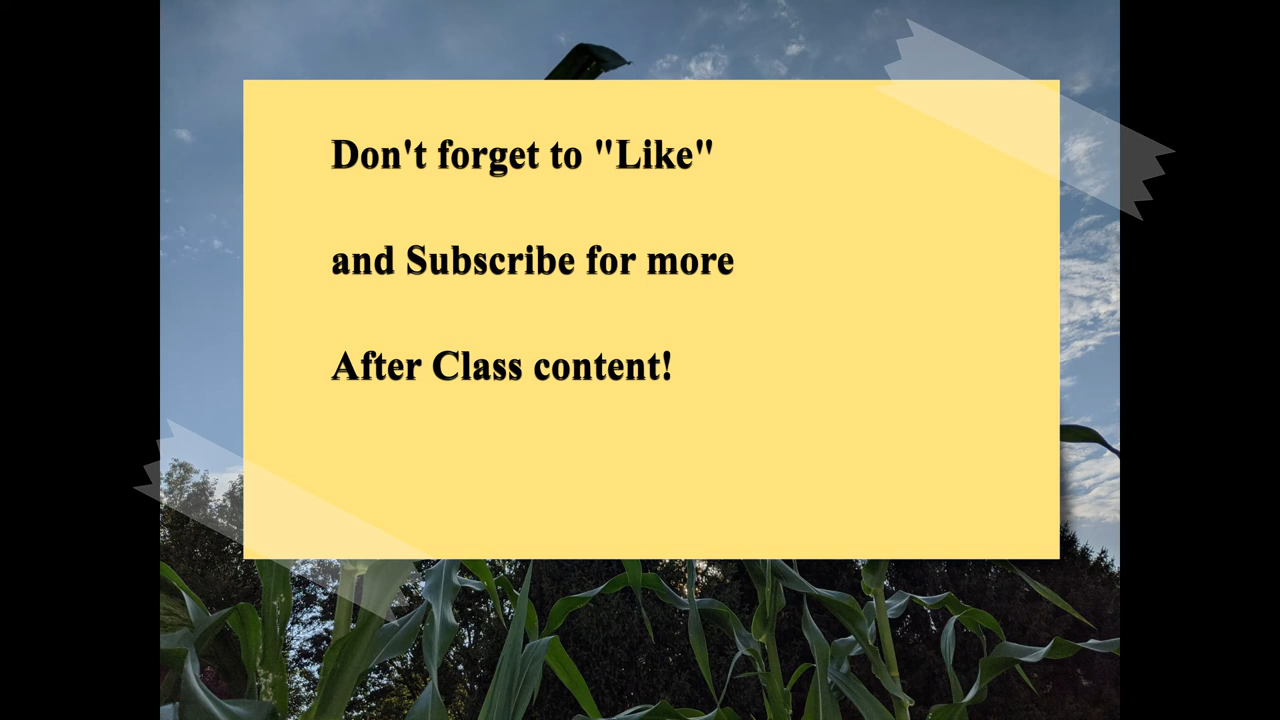 Don't forget to "Like"
and Subscribe for more
After Class content!